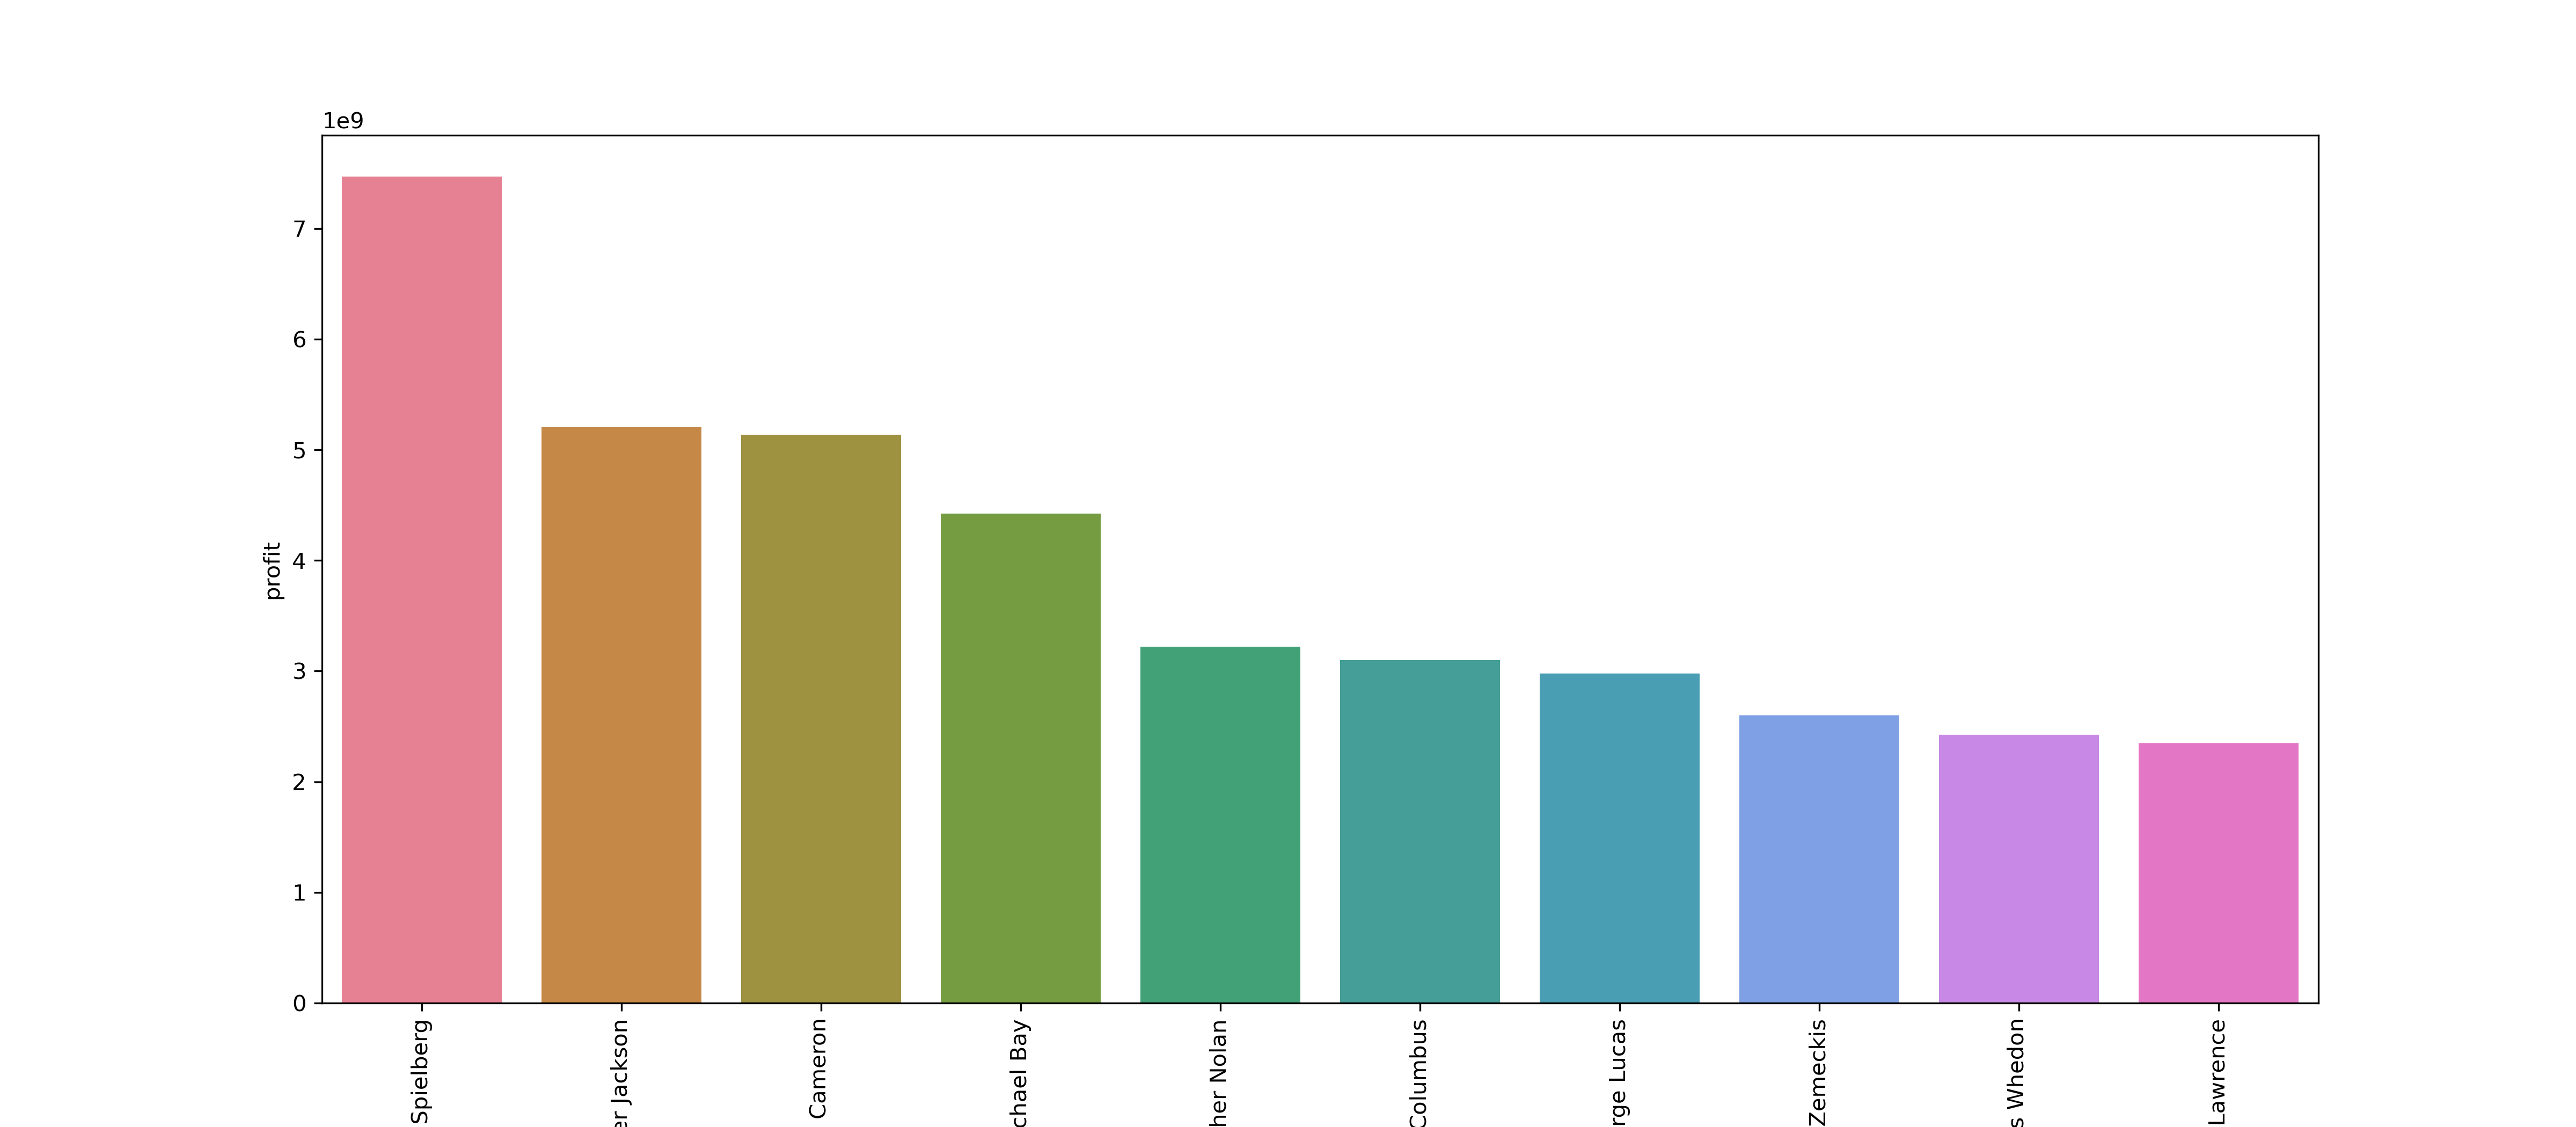 1e9
7
6
5
4
3
2
1
0
profit
Spielberg
er Jackson
Cameron
chael Bay
her Nolan
Columbus
rge Lucas
Zemeckis
s Whedon
Lawrence